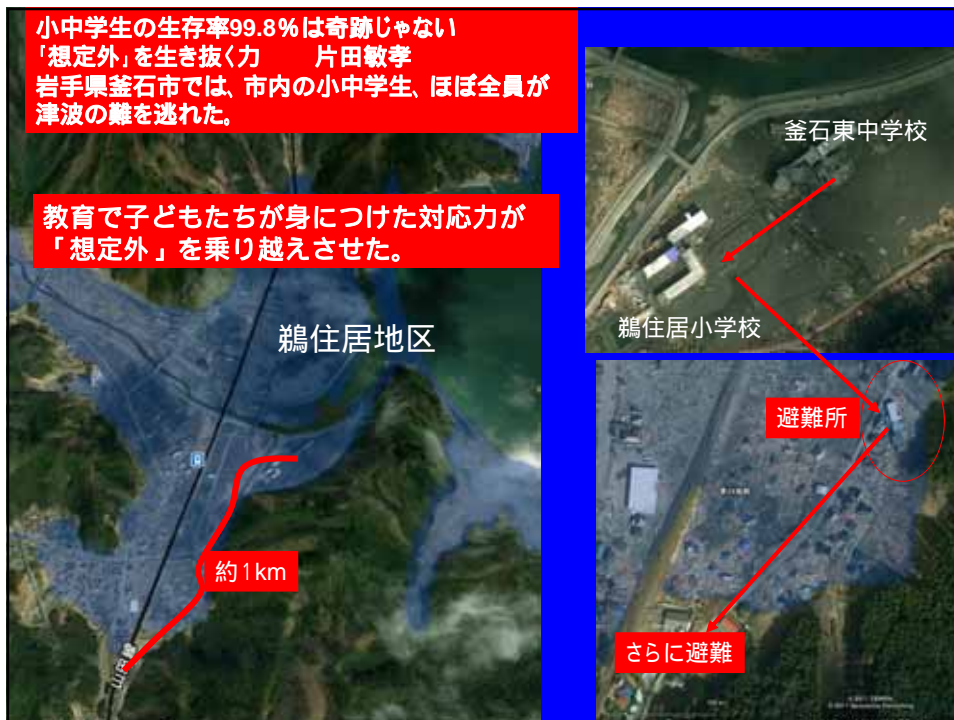 小中学生の生存率99.8％は奇跡じゃない
「想定外」を生き抜く力　　片田敏孝
岩手県釜石市では、市内の小中学生、ほぼ全員が
津波の難を逃れた。
教育で子どもたちが身につけた対応力が
「想定外」を乗り越えさせた。
鵜住居地区
約1km
山田線
釜石東中学校
鵜住居小学校
避難所
さらに避難